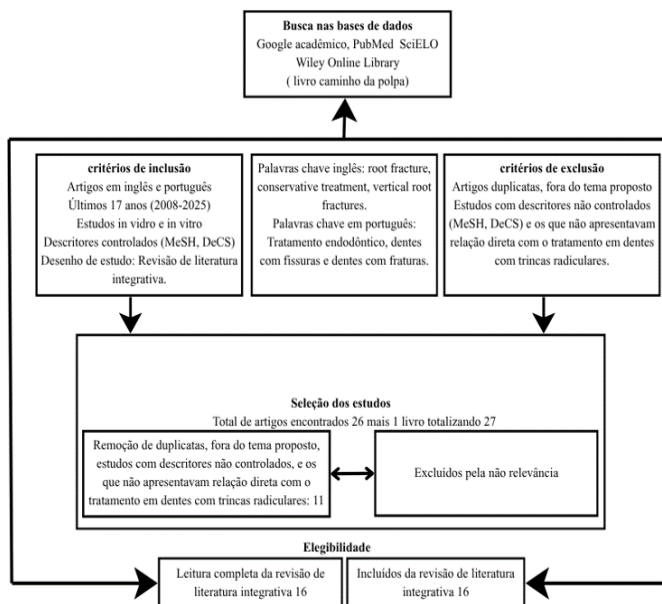 Busca nas bases de dados
Google acadêmico, PubMed SciELO
Wiley Online Library
( livro caminho da polpa)
critérios de inclusão
Artigos em inglês e português
Últimos 17 anos (2008-2025)
Estudos in vidro e in vitro
Descritores controlados (MeSH, DeCS)
Desenho de estudo: Revisão de literatura
integrativa.
Palavras chave inglês: root fracture,
conservative treatment, vertical root
fractures.
Palavras chave em português:
Tratamento endodôntico, dentes
com fissuras e dentes com fraturas.
critérios de exclusão
Artigos duplicatas, fora do tema proposto
Estudos com descritores não controlados
(MeSH, DeCS) e os que não apresentavam
relação direta com o tratamento em dentes
com trincas radiculares.
Seleção dos estudos
Total de artigos encontrados 26 mais 1 livro totalizando 27
Remoção de duplicatas, fora do tema proposto,
estudos com descritores não controlados, e os
que não apresentavam relação direta com o
tratamento em dentes com trincas radiculares: 11
Excluídos pela não relevância
Elegibilidade
Leitura completa da revisão de
literatura integrativa 16
Incluídos da revisão de literatura
integrativa 16